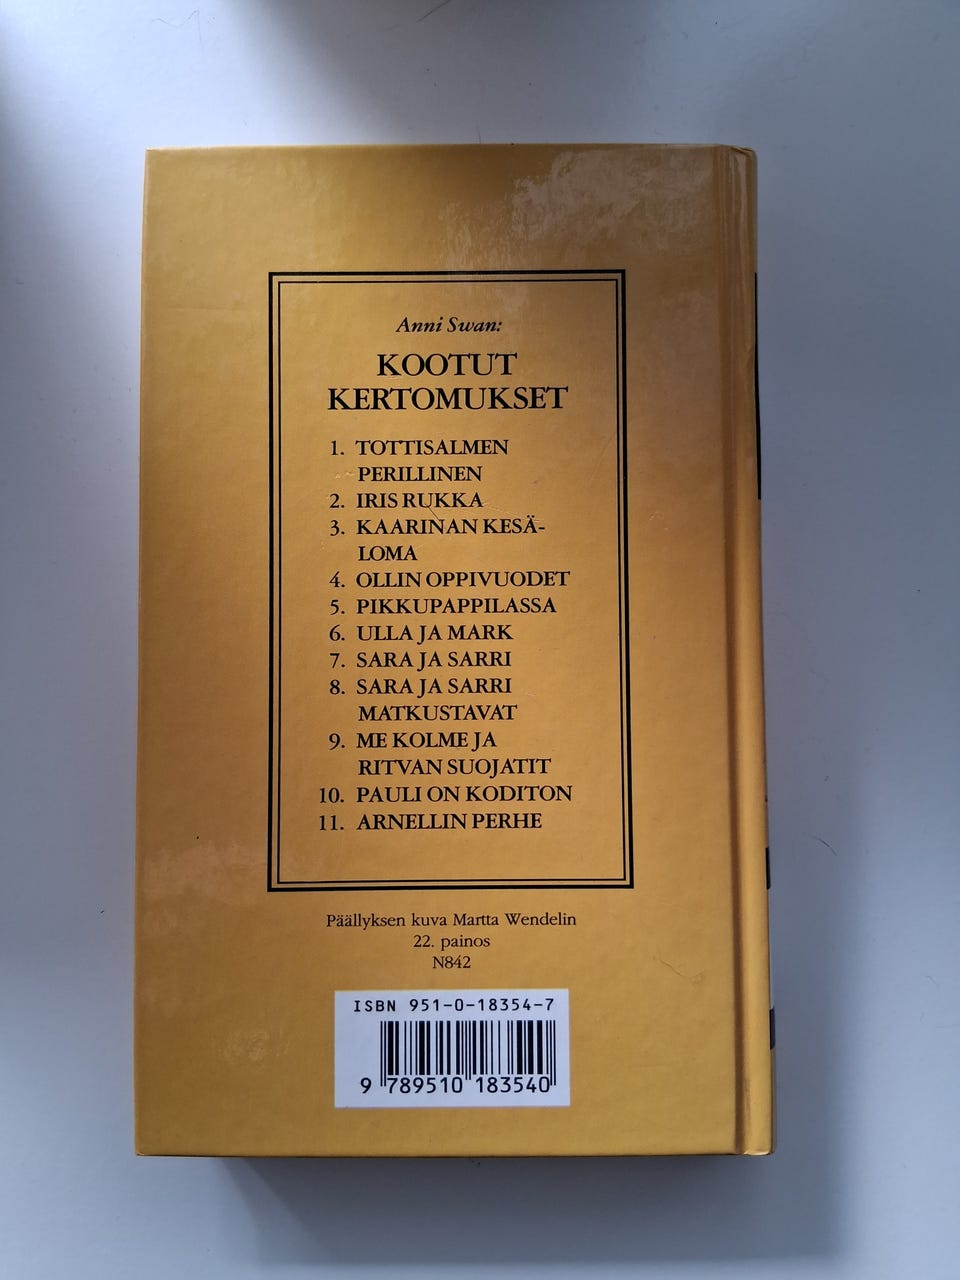 Anni Swan:
KOOTUT
KERTOMUKSET
1. TOTTISALMEN
PERILLINEN
2. IRIS RUKKA
3. KAARINAN KESÄ-
LOMA
4. OLLIN OPPIVUODET
5. PIKKUPAPPILASSA
6. ULLA JA MARK
7. SARA JA SARRI
8. SARA JA SARRI
MATKUSTAVAT
9. ME KOLME JA
RITVAN SUOJATIT
10. PAULI ON KODITON
11. ARNELLIN PERHE
Päällyksen kuva Martta Wendelin
22. painos
N842
ISBN 951-0-18354-7
9 789510 183540